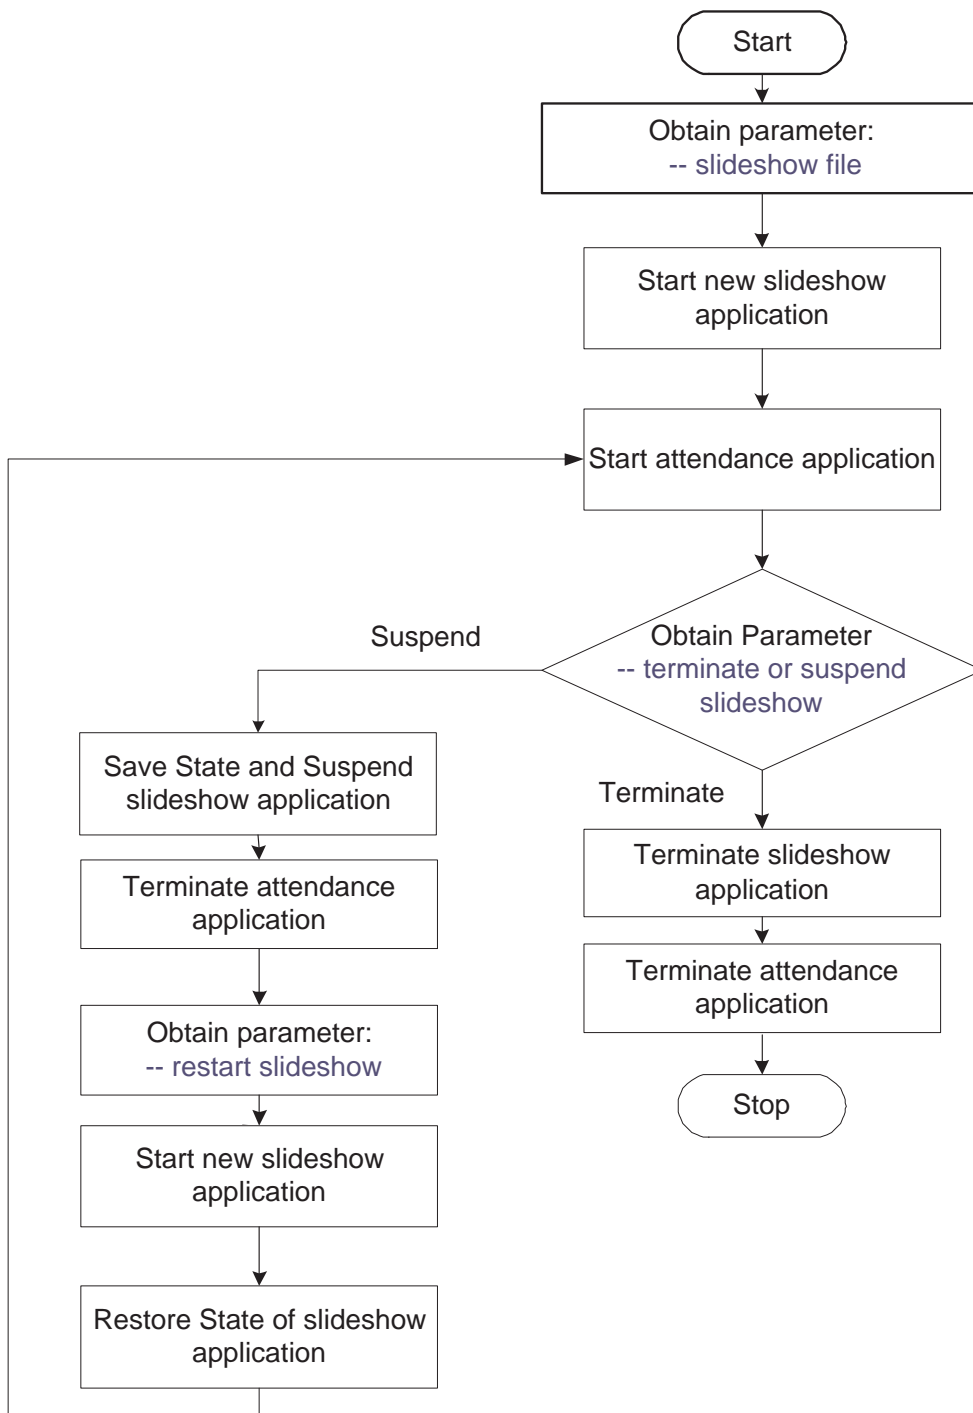 Start
Obtain parameter:
-- slideshow file
Start new slideshow
application
Start attendance application
Obtain Parameter
-- terminate or suspend
slideshow
Suspend
Save State and Suspend
slideshow application
Terminate attendance
application
Obtain parameter:
-- restart slideshow
Start new slideshow
application
Restore State of slideshow
application
Terminate
Terminate slideshow
application
Terminate attendance
application
Stop